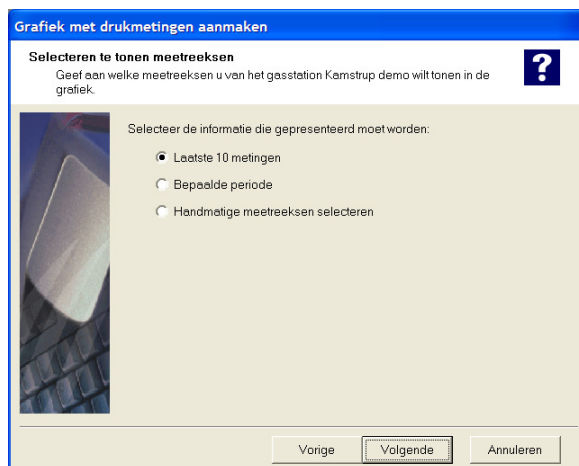 Grafiek met drukmetingen aanmaken
Selecteren te tonen meetreeksen
Geef aan welke meetreeksen u van het gasstation Kamstrup demo wilt tonen in de
grafiek.
?
Selecteer de informatie die gepresenteerd moet worden:
Laatste 10 metingen
Bepaalde periode
Handmatige meetreeksen selecteren
Vorige Volgende Annuleren